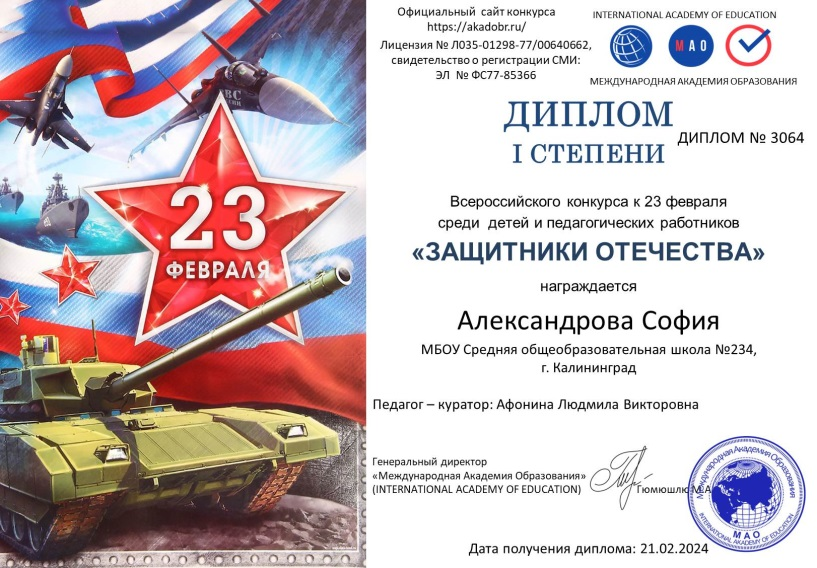 23
ФЕВРАЛЯ
Официальный сайт конкурса
https://akadobr.ru/
Лицензия № Л035-01298-77/00640662,
свидетельство о регистрации СМИ:
ЭЛ № ФС77-85366
INTERNATIONAL ACADEMY OF EDUCATION
М А О
МЕЖДУНАРОДНАЯ АКАДЕМИЯ ОБРАЗОВАНИЯ
ДИПЛОМ
I СТЕПЕНИ
ДИПЛОМ № 3064
Всероссийского конкурса к 23 февраля
среди детей и педагогических работников
«ЗАЩИТНИКИ ОТЕЧЕСТВА»
награждается
Александрова София
МБОУ Средняя общеобразовательная школа №234,
г. Калининград
Педагог – куратор: Афонина Людмила Викторовна
Генеральный директор
«Международная Академия Образования»
(INTERNATIONAL ACADEMY OF EDUCATION)
Гюмюшлю М.А
Международная Академия Образования
М А О
INTERNATIONAL ACADEMY OF EDUCATION
Дата получения диплома: 21.02.2024